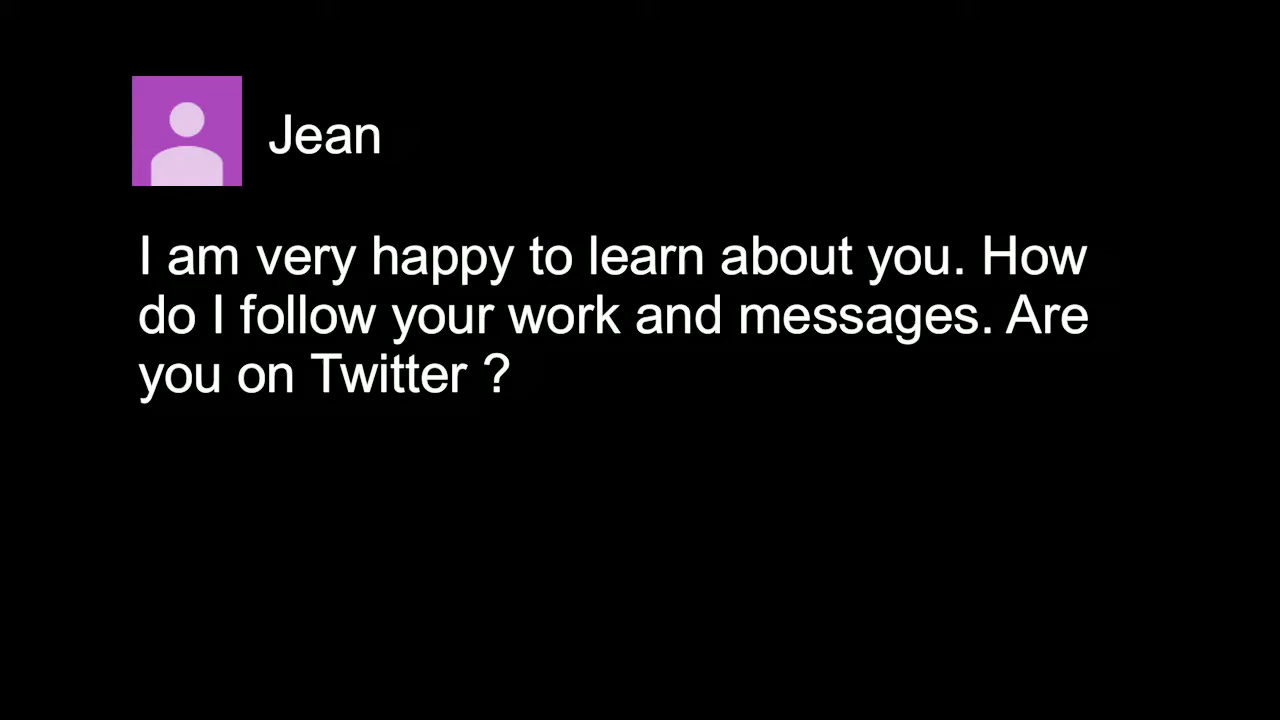 Jean
I am very happy to learn about you. How
do I follow your work and messages. Are
you on Twitter ?